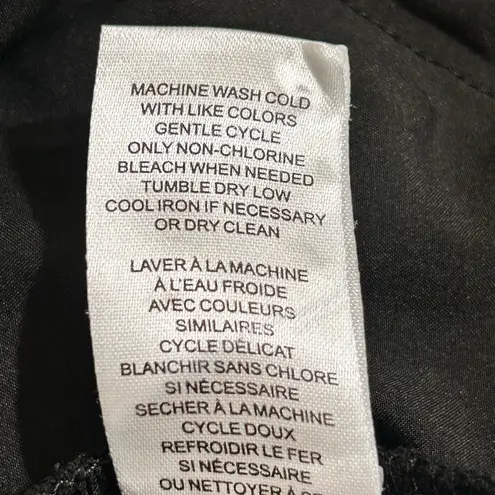 MACHINE WASH COLD
WITH LIKE COLORS
GENTLE CYCLE
ONLY NON-CHLORINE
BLEACH WHEN NEEDED
TUMBLE DRY LOW
COOL IRON IF NECESSARY
OR DRY CLEAN
LAVER À LA MACHINE
À L'EAU FROIDE
AVEC COULEURS
SIMILAIRES
CYCLE DÉLICAT
BLANCHIR SANS CHLORE
SI NÉCESSAIRE
SECHER À LA MACHINE
CYCLE DOUX
REFROIDIR LE FER
SI NÉCESSAIRE
OU NETTOYER À